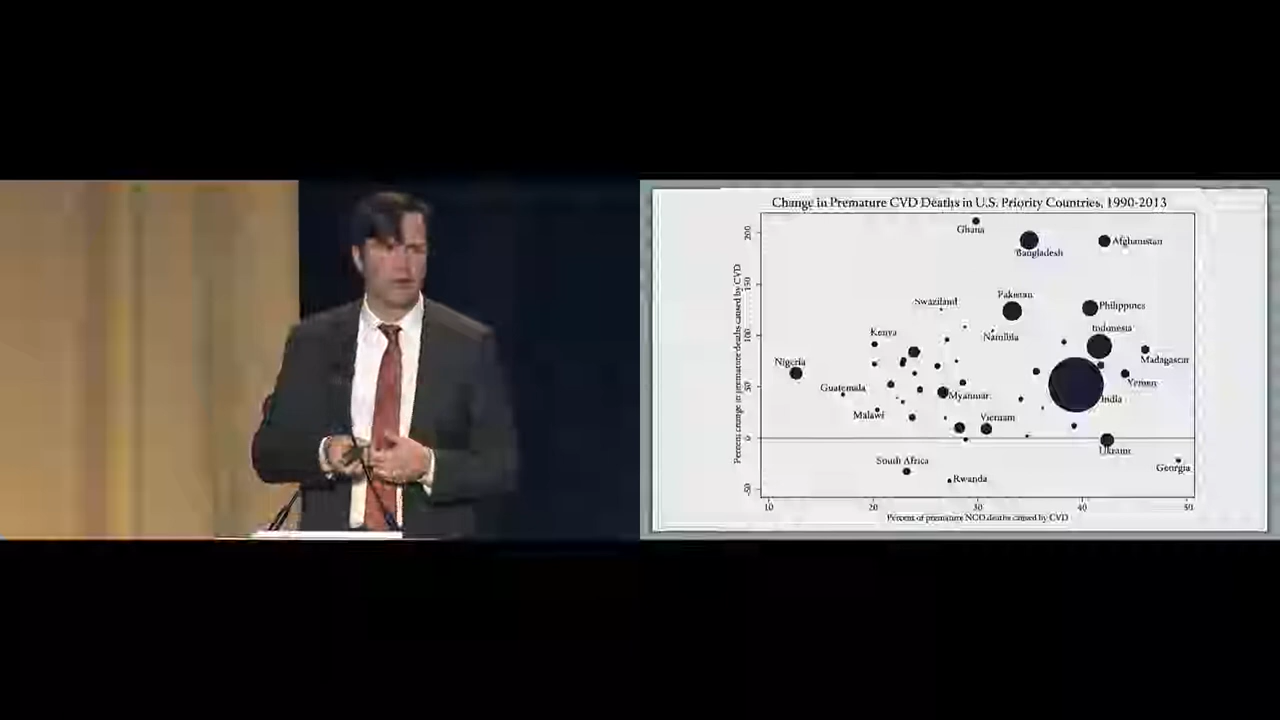 Change in Premature CVD Deaths in U.S. Priority Countries, 1990-2013
Percent change in premature deaths caused by CVD
200
150
100
50
0
-50
Ghana
Bangladesh
Afghanistan
Swaziland
Pakistan
Philippines
Kenya
Namibia
Indonesia
Nigeria
Madagascar
Guatemala
Myanmar
Yemen
India
Malawi
Vietnam
Ukraine
South Africa
Georgia
Rwanda
10
20
30
40
50
Percent of premature NCD deaths caused by CVD